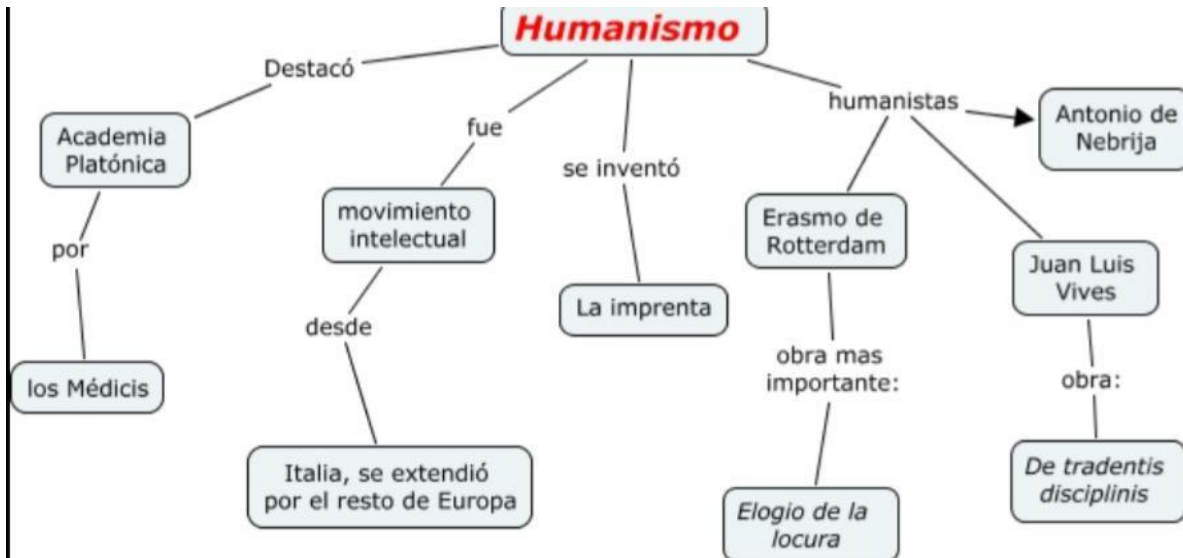 Humanismo
Destacó
Academia
Platónica
por
los Médicis
fue
movimiento
intelectual
desde
Italia, se extendió
por el resto de Europa
se inventó
La imprenta
humanistas
Antonio de
Nebrija
Erasmo de
Rotterdam
obra mas
importante:
Elogio de la
locura
Juan Luis
Vives
obra:
De tradentis
disciplinis